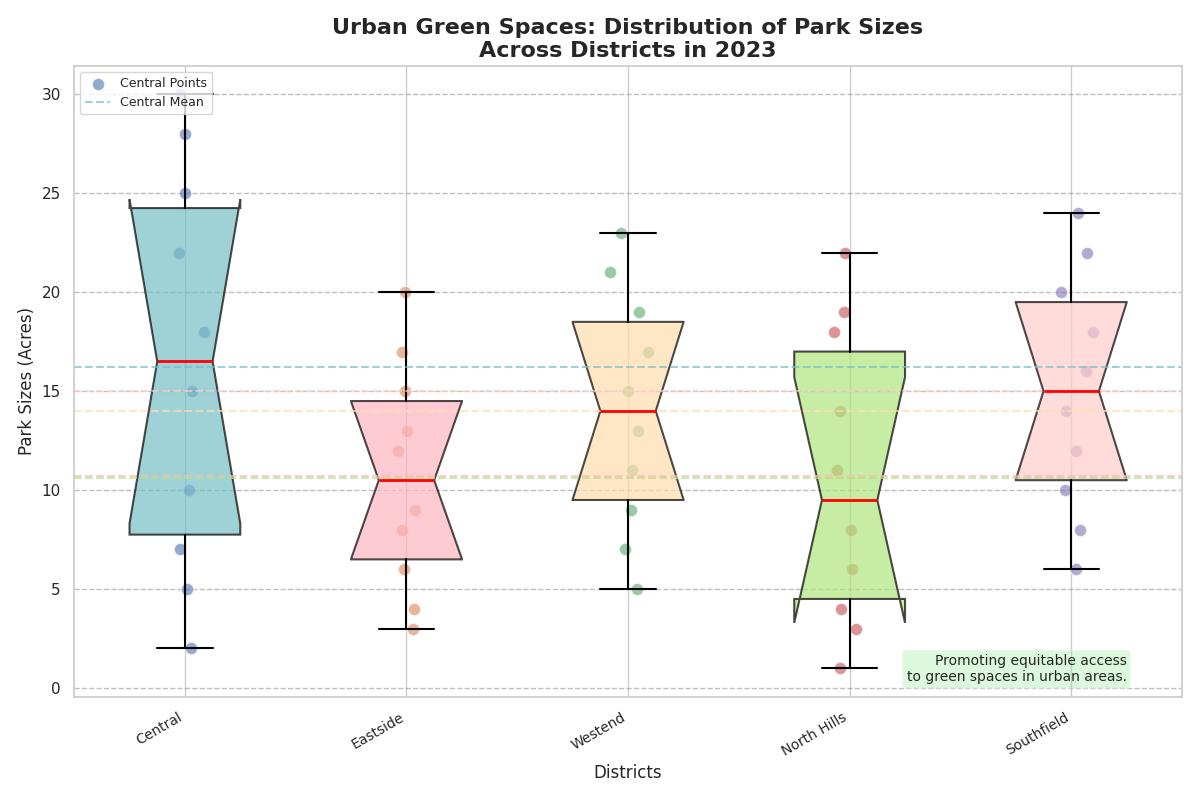 Urban Green Spaces: Distribution of Park Sizes
Across Districts in 2023
Central Points
Central Mean
Park Sizes (Acres)
30
25
20
15
10
5
0
Promoting equitable access
to green spaces in urban areas.
Central
Eastside
Westend
North Hills
Southfield
Districts